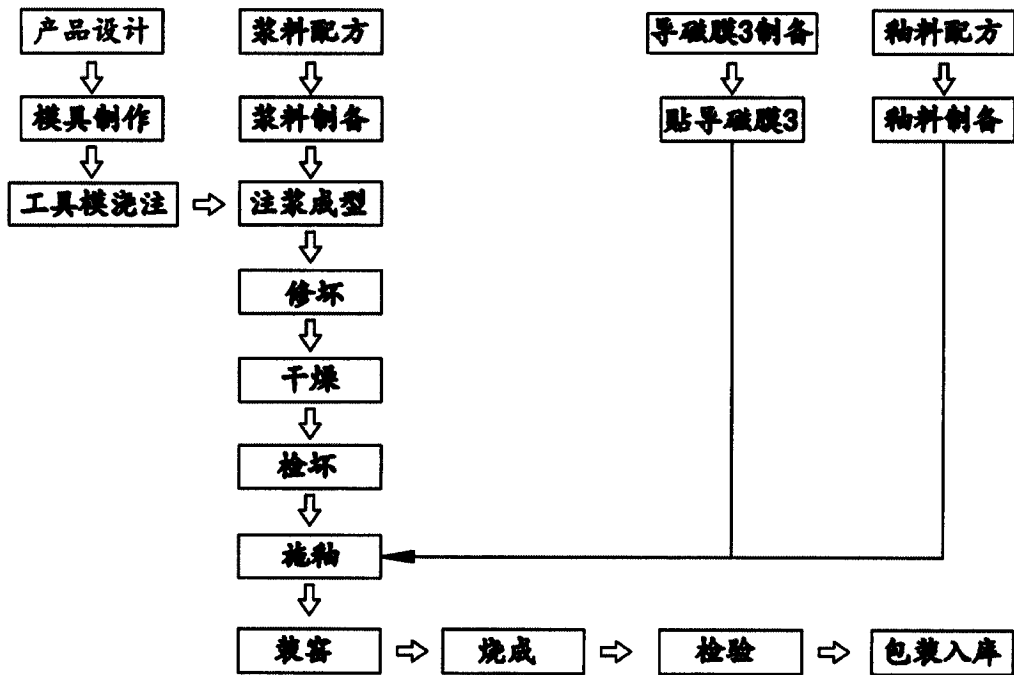 产品设计
浆料配方
导磁膜3制备
釉料配方
模具制作
浆料制备
贴导磁膜3
釉料制备
工具模浇注
注浆成型
修坏
干燥
检坏
施釉
装窑
烧成
检验
包装入库